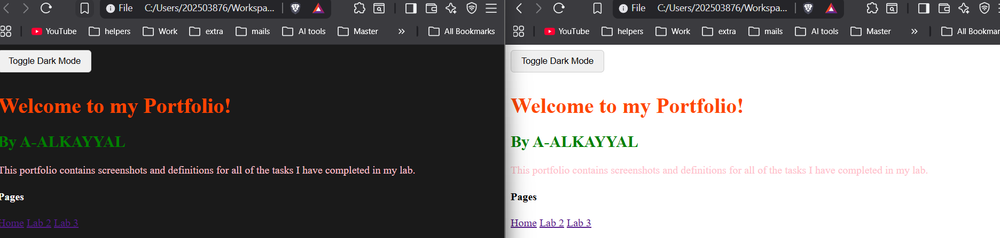 File C:/Users/202503876/Workspa...
YouTube helpers Work extra mails AI tools Master » All Bookmarks
Toggle Dark Mode
Welcome to my Portfolio!
By A-ALKAYYAL
This portfolio contains screenshots and definitions for all of the tasks I have completed in my lab.
Pages
Home Lab 2 Lab 3
File C:/Users/202503876/Workspa...
YouTube helpers Work extra mails AI tools Master » All Bookmar
Toggle Dark Mode
Welcome to my Portfolio!
By A-ALKAYYAL
This portfolio contains screenshots and definitions for all of the tasks I have completed in my lab.
Pages
Home Lab 2 Lab 3